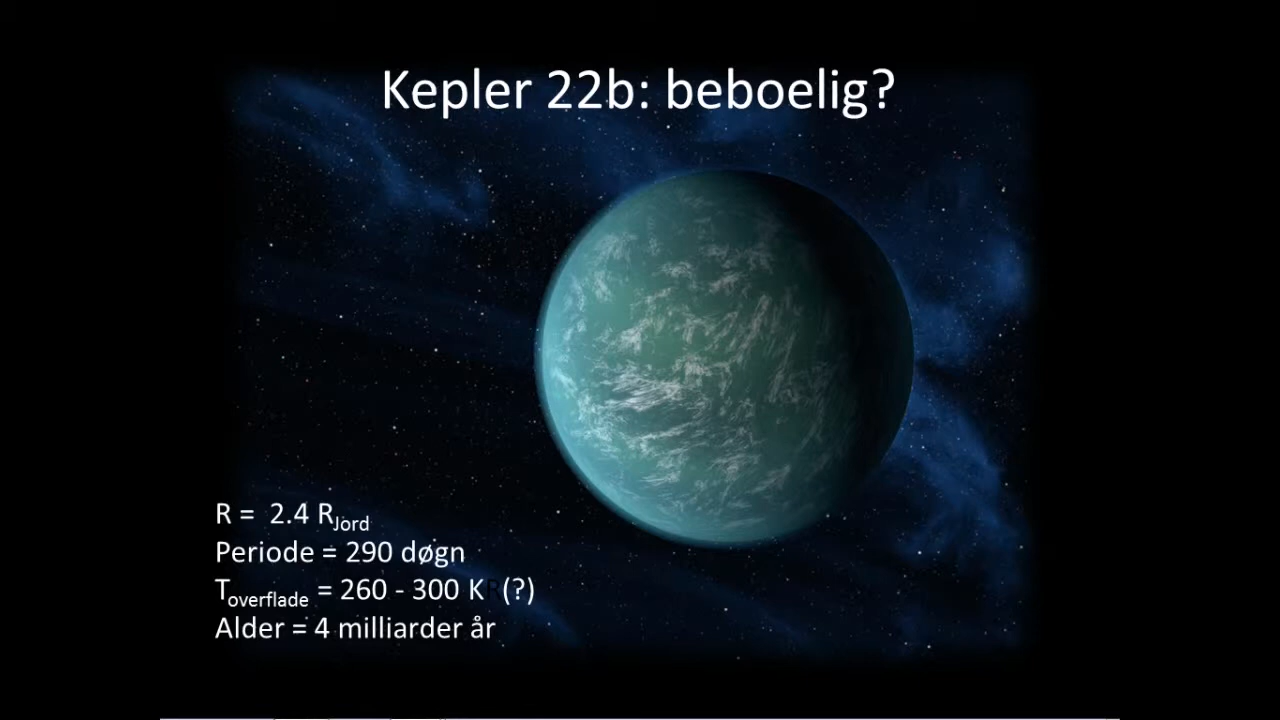 Kepler 22b: beboelig?
R = 2.4 RJord
Periode = 290 døgn
Toverflade = 260 - 300 K (?)
Alder = 4 milliarder år